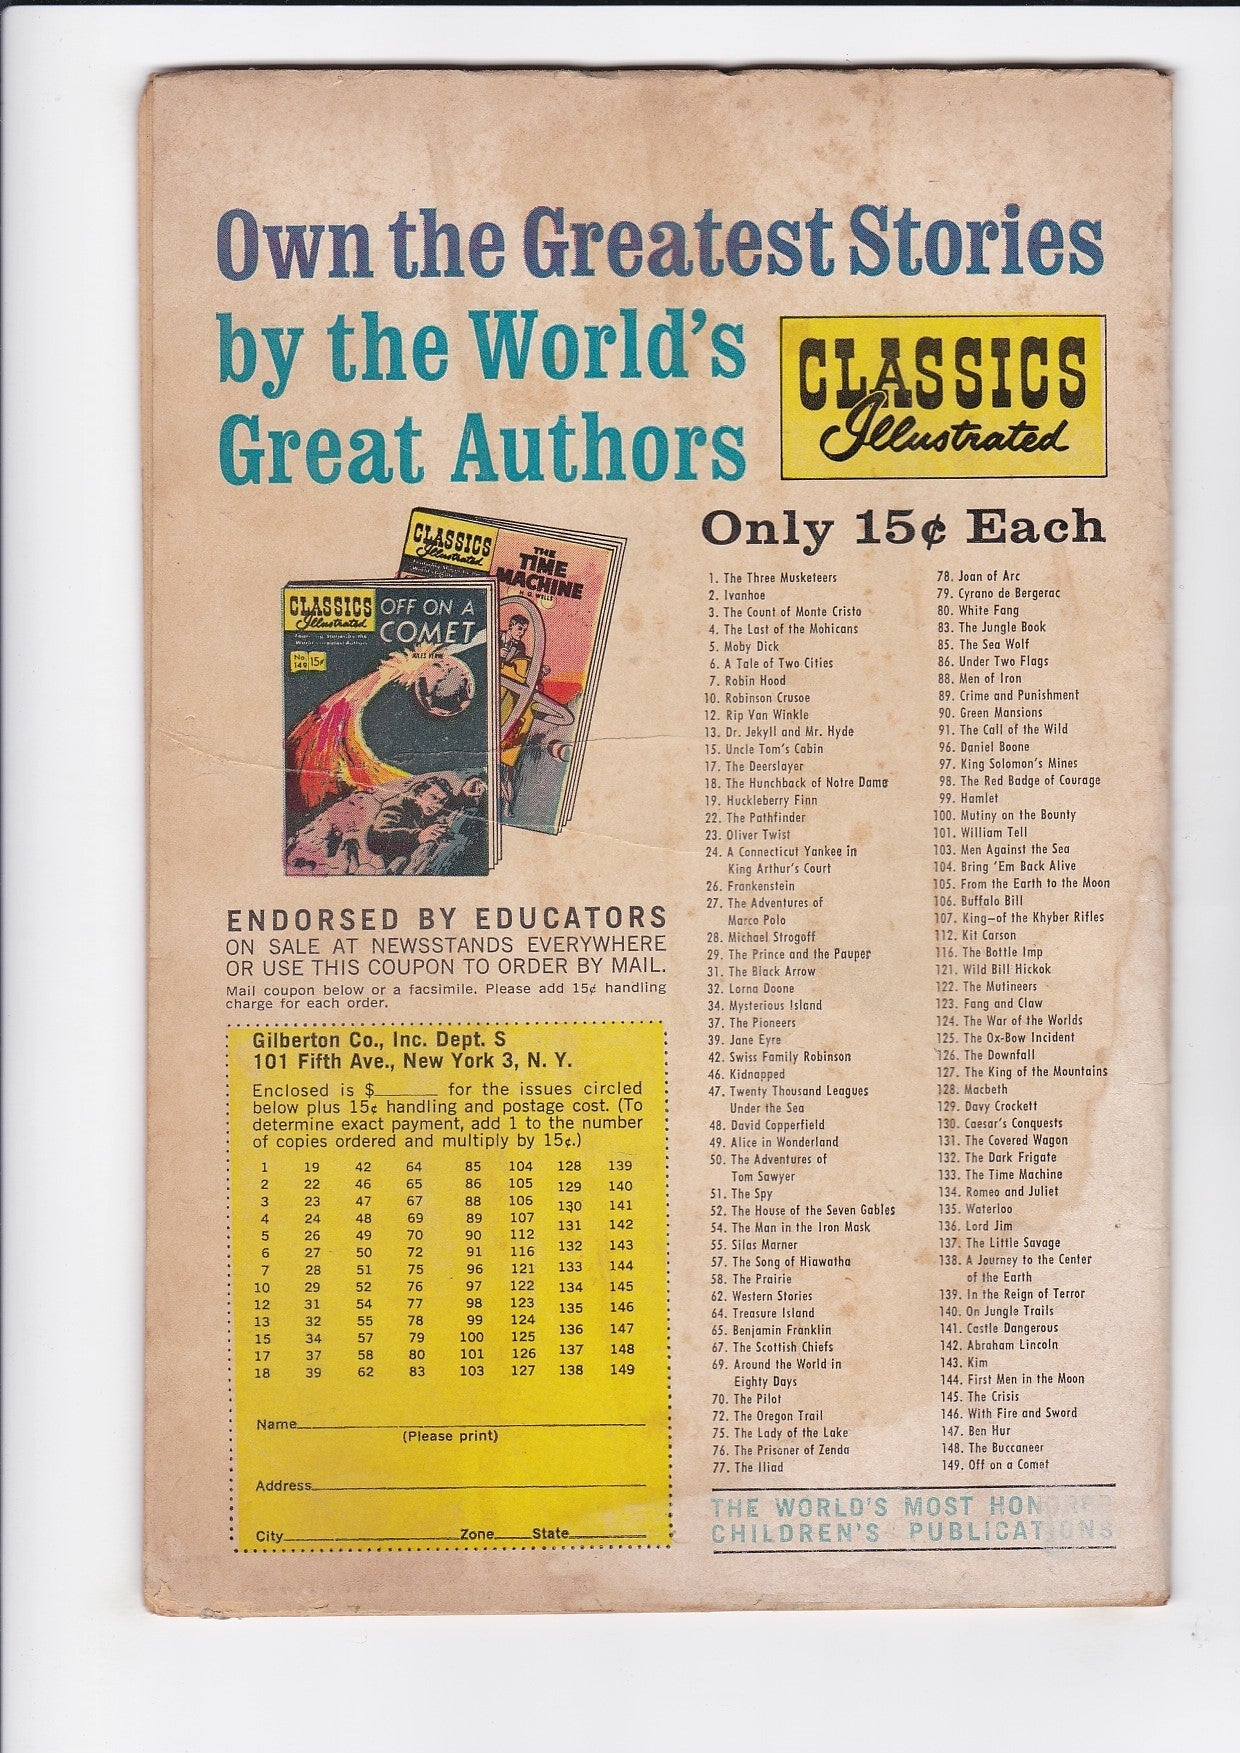 Own the Greatest Stories
by the World's
Great Authors
CLASSICS
Illustrated
Only 15¢ Each
CLASSICS
Illustrated
THE
TIME
MACHINE
H. G. WELLS
CLASSICS
Illustrated
Featuring Stories by the
World's Greatest Authors
No. 149
15¢
OFF ON A
COMET
JULES VERNE
ENDORSED BY EDUCATORS
ON SALE AT NEWSSTANDS EVERYWHERE
OR USE THIS COUPON TO ORDER BY MAIL.
Mail coupon below or a facsimile. Please add 15¢ handling
charge for each order.
Gilberton Co., Inc. Dept. S
101 Fifth Ave., New York 3, N. Y.
Enclosed is $______ for the issues circled
below plus 15¢ handling and postage cost. (To
determine exact payment, add 1 to the number
of copies ordered and multiply by 15¢.)
1 19 42 64 85 104 128 139
2 22 46 65 86 105 129 140
3 23 47 67 88 106 130 141
4 24 48 69 89 107 131 142
5 26 49 70 90 112 132 143
6 27 50 72 91 116 133 144
7 28 51 75 96 121 134 145
10 29 52 76 97 122 135 146
12 31 54 77 98 123 136 147
13 32 55 78 99 124 137 148
15 34 57 79 100 125 138 149
17 37 58 80 101 126
18 39 62 83 103 127
Name
(Please print)
Address
City Zone State
1. The Three Musketeers
2. Ivanhoe
3. The Count of Monte Cristo
4. The Last of the Mohicans
5. Moby Dick
6. A Tale of Two Cities
7. Robin Hood
10. Robinson Crusoe
12. Rip Van Winkle
13. Dr. Jekyll and Mr. Hyde
15. Uncle Tom's Cabin
17. The Deerslayer
18. The Hunchback of Notre Dame
19. Huckleberry Finn
22. The Pathfinder
23. Oliver Twist
24. A Connecticut Yankee in
King Arthur's Court
26. Frankenstein
27. The Adventures of
Marco Polo
28. Michael Strogoff
29. The Prince and the Pauper
31. The Black Arrow
32. Lorna Doone
34. Mysterious Island
37. The Pioneers
39. Jane Eyre
42. Swiss Family Robinson
46. Kidnapped
47. Twenty Thousand Leagues
Under the Sea
48. David Copperfield
49. Alice in Wonderland
50. The Adventures of
Tom Sawyer
51. The Spy
52. The House of the Seven Gables
54. The Man in the Iron Mask
55. Silas Marner
57. The Song of Hiawatha
58. The Prairie
62. Western Stories
64. Treasure Island
65. Benjamin Franklin
67. The Scottish Chiefs
69. Around the World in
Eighty Days
70. The Pilot
72. The Oregon Trail
75. The Lady of the Lake
76. The Prisoner of Zenda
77. The Iliad
78. Joan of Arc
79. Cyrano de Bergerac
80. White Fang
83. The Jungle Book
85. The Sea Wolf
86. Under Two Flags
88. Men of Iron
89. Crime and Punishment
90. Green Mansions
91. The Call of the Wild
96. Daniel Boone
97. King Solomon's Mines
98. The Red Badge of Courage
99. Hamlet
100. Mutiny on the Bounty
101. William Tell
103. Men Against the Sea
104. Bring 'Em Back Alive
105. From the Earth to the Moon
106. Buffalo Bill
107. King—of the Khyber Rifles
112. Kit Carson
116. The Bottle Imp
121. Wild Bill Hickok
122. The Mutineers
123. Fang and Claw
124. The War of the Worlds
125. The Ox-Bow Incident
126. The Downfall
127. The King of the Mountains
128. Macbeth
129. Davy Crockett
130. Caesar's Conquests
131. The Covered Wagon
132. The Dark Frigate
133. The Time Machine
134. Romeo and Juliet
135. Waterloo
136. Lord Jim
137. The Little Savage
138. A Journey to the Center
of the Earth
139. In the Reign of Terror
140. On Jungle Trails
141. Castle Dangerous
142. Abraham Lincoln
143. Kim
144. First Men in the Moon
145. The Crisis
146. With Fire and Sword
147. Ben Hur
148. The Buccaneer
149. Off on a Comet
THE WORLD'S MOST HONORED
CHILDREN'S PUBLICATIONS